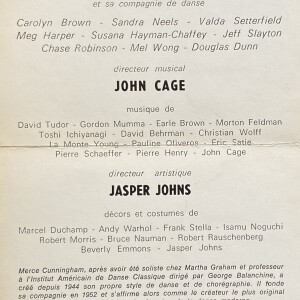 et sa compagnie de danse
Carolyn Brown - Sandra Neels - Valda Setterfield
Meg Harper - Susana Hayman-Chaffey - Jeff Slayton
Chase Robinson - Mel Wong - Douglas Dunn
directeur musical
JOHN CAGE
musique de
David Tudor - Gordon Mumma - Earle Brown - Morton Feldman
Toshi Ichiyanagi - David Behrman - Christian Wolff
La Monte Young - Pauline Oliveros - Eric Satie
Pierre Schaeffer - Pierre Henry - John Cage
directeur artistique
JASPER JOHNS
décors et costumes de
Marcel Duchamp - Andy Warhol - Frank Stella - Isamu Noguchi
Robert Morris - Bruce Nauman - Robert Rauschenberg
Beverly Emmons - Jasper Johns
Merce Cunningham, après avoir été soliste chez Martha Graham et professeur
à l'Institut Américain de Danse Classique dirigé par George Balanchine, a
créé depuis 1944 son propre style de danse et de chorégraphie. Il fonde
sa compagnie en 1952 et s'affirme alors comme le créateur le plus original